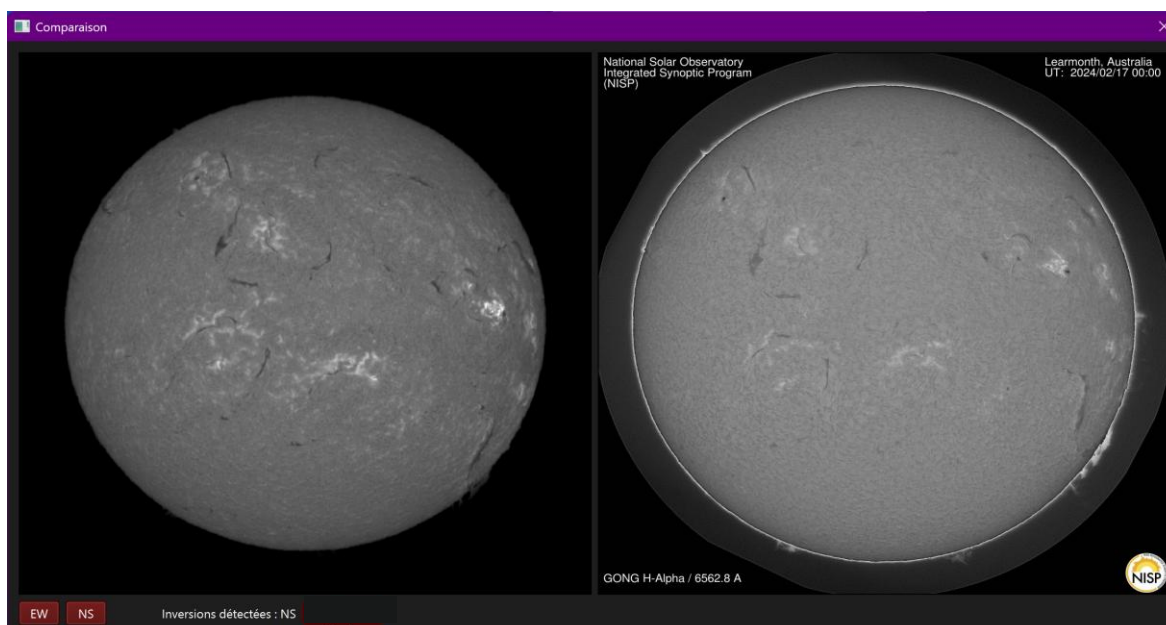 Comparaison
National Solar Observatory
Integrated Synoptic Program
(NISP)
Learmonth, Australia
UT: 2024/02/17 00:00
GONG H-Alpha / 6562.8 A
NISP
EW
NS
Inversions détectées : NS